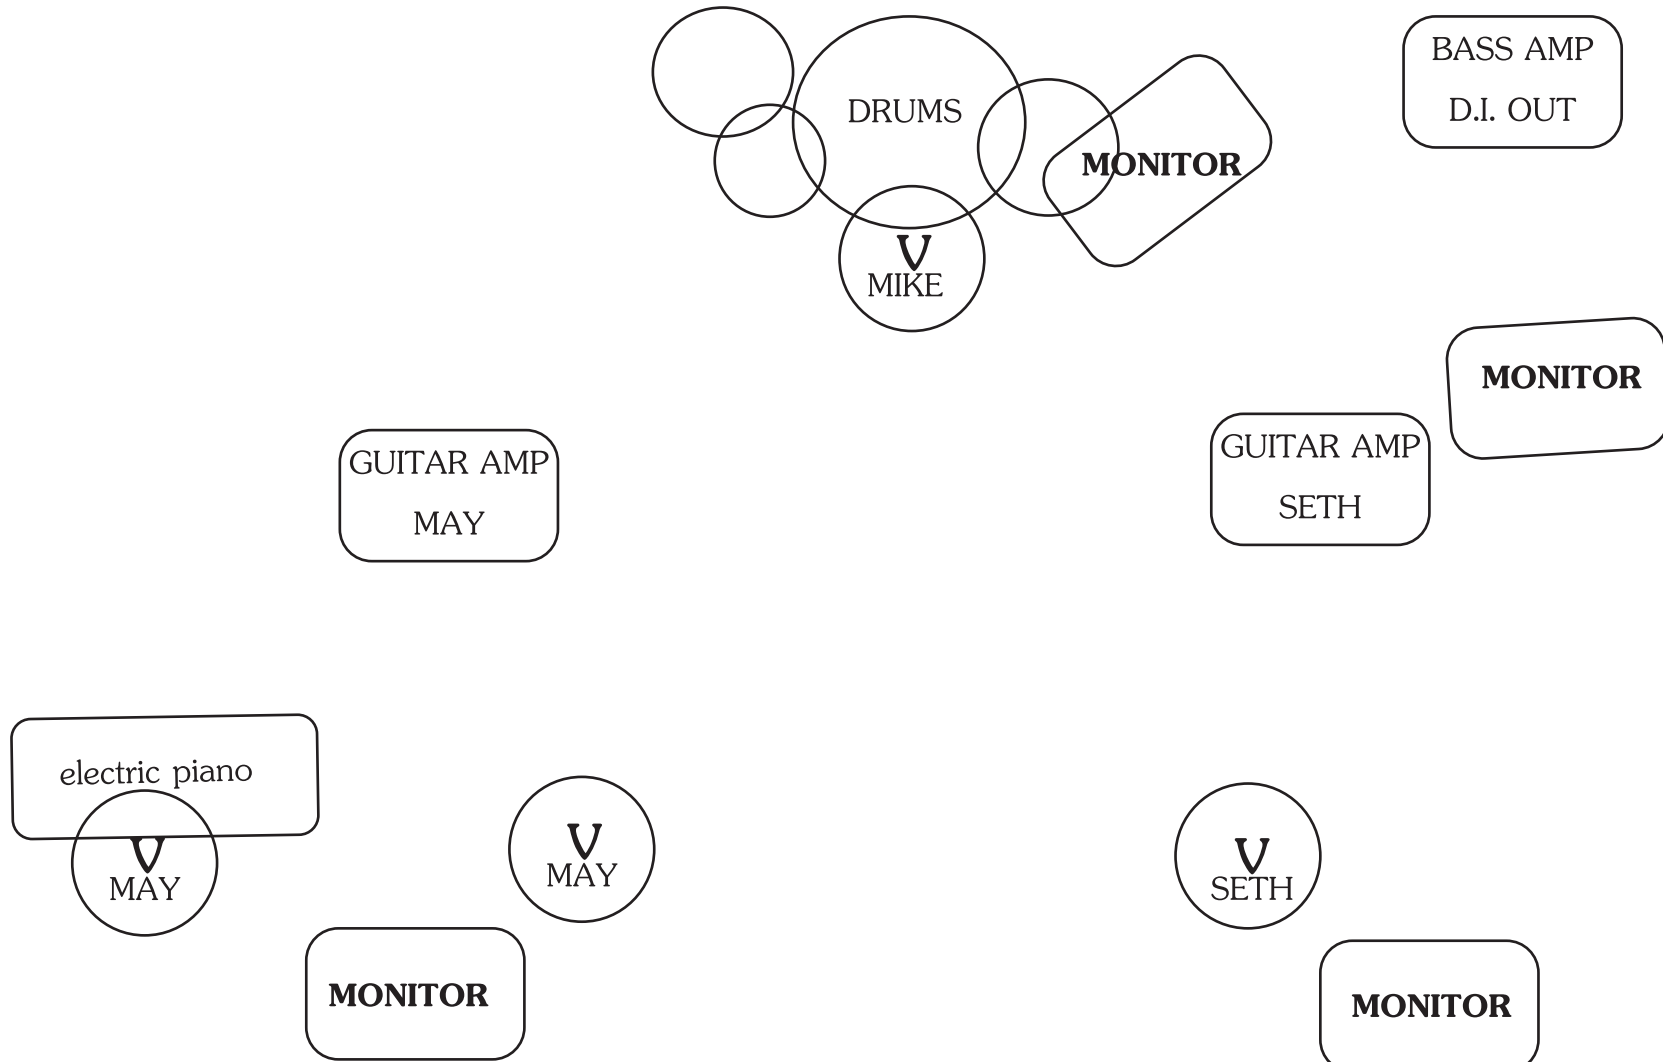 BASS AMP
D.I. OUT
DRUMS
MONITOR
V
MIKE
MONITOR
GUITAR AMP
MAY
GUITAR AMP
SETH
electric piano
V
MAY
V
MAY
V
SETH
MONITOR
MONITOR